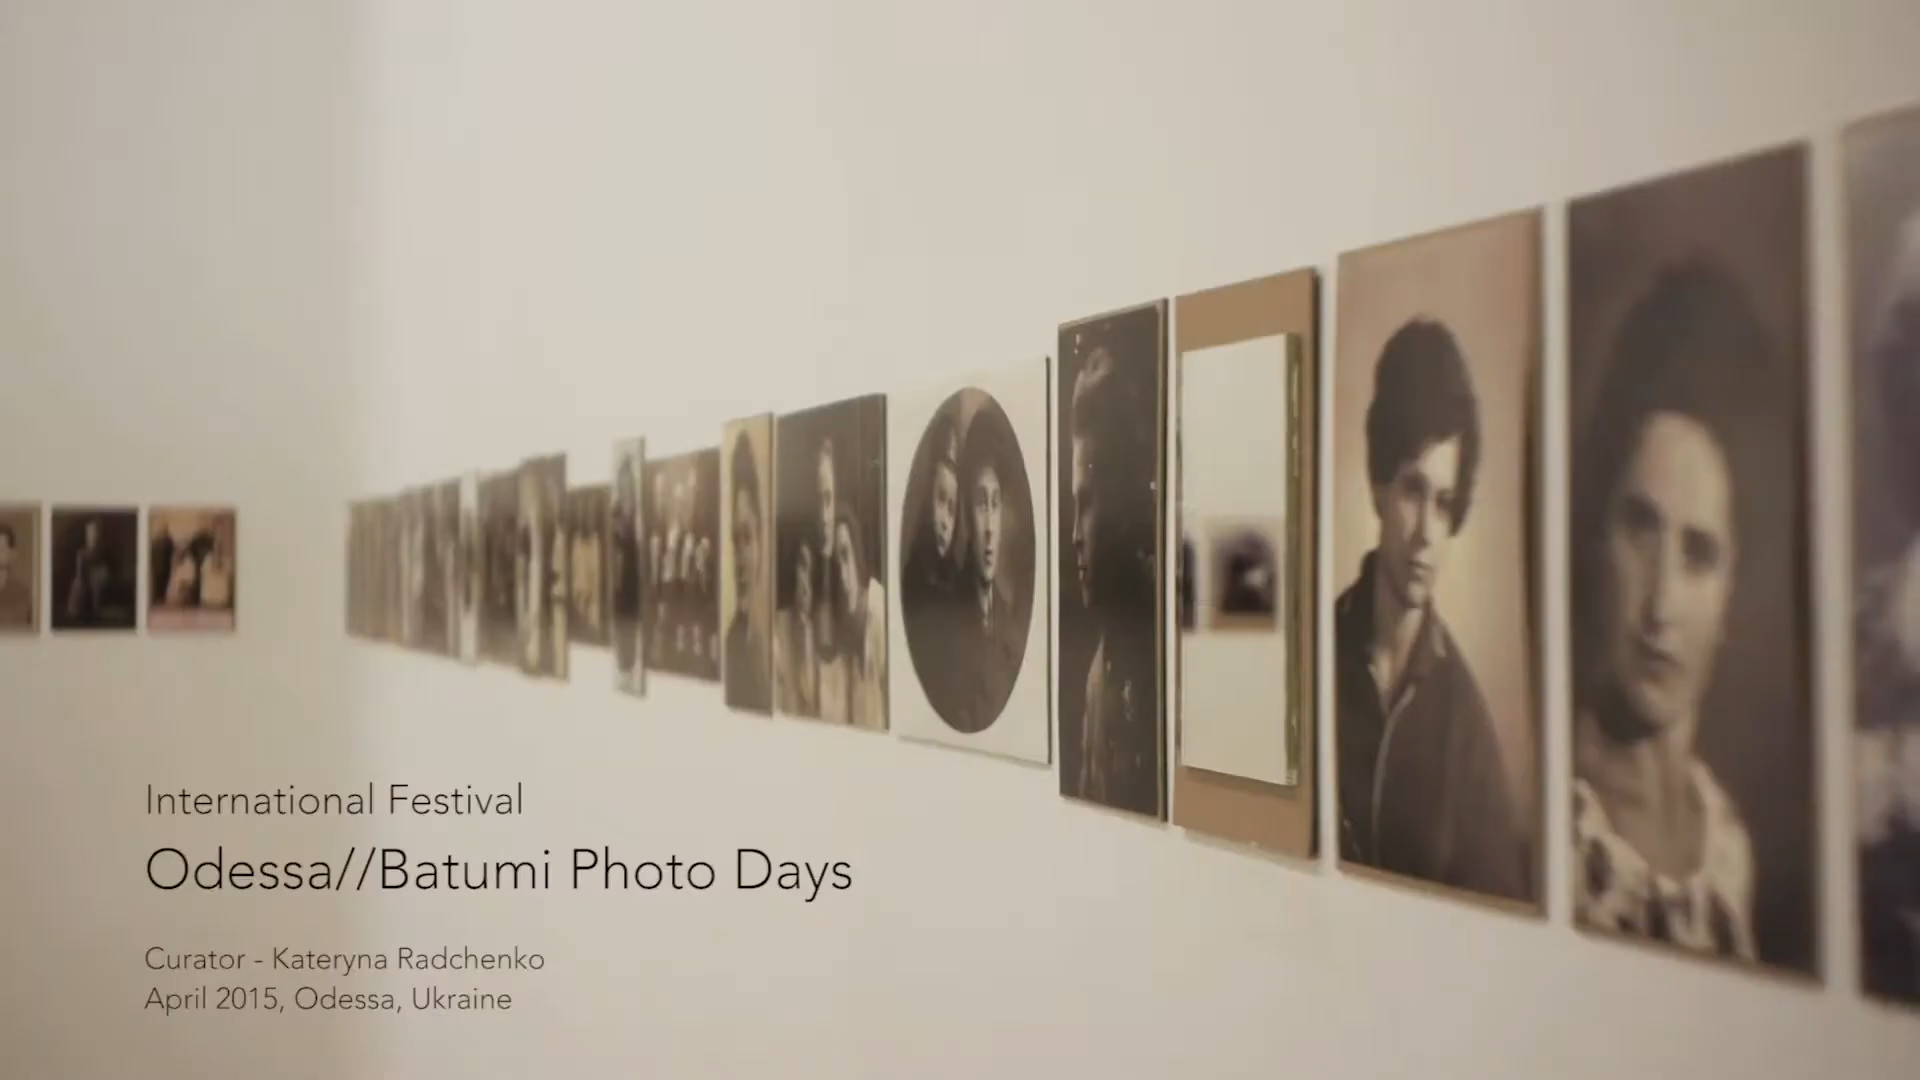 International Festival
Odessa//Batumi Photo Days
Curator - Kateryna Radchenko
April 2015, Odessa, Ukraine